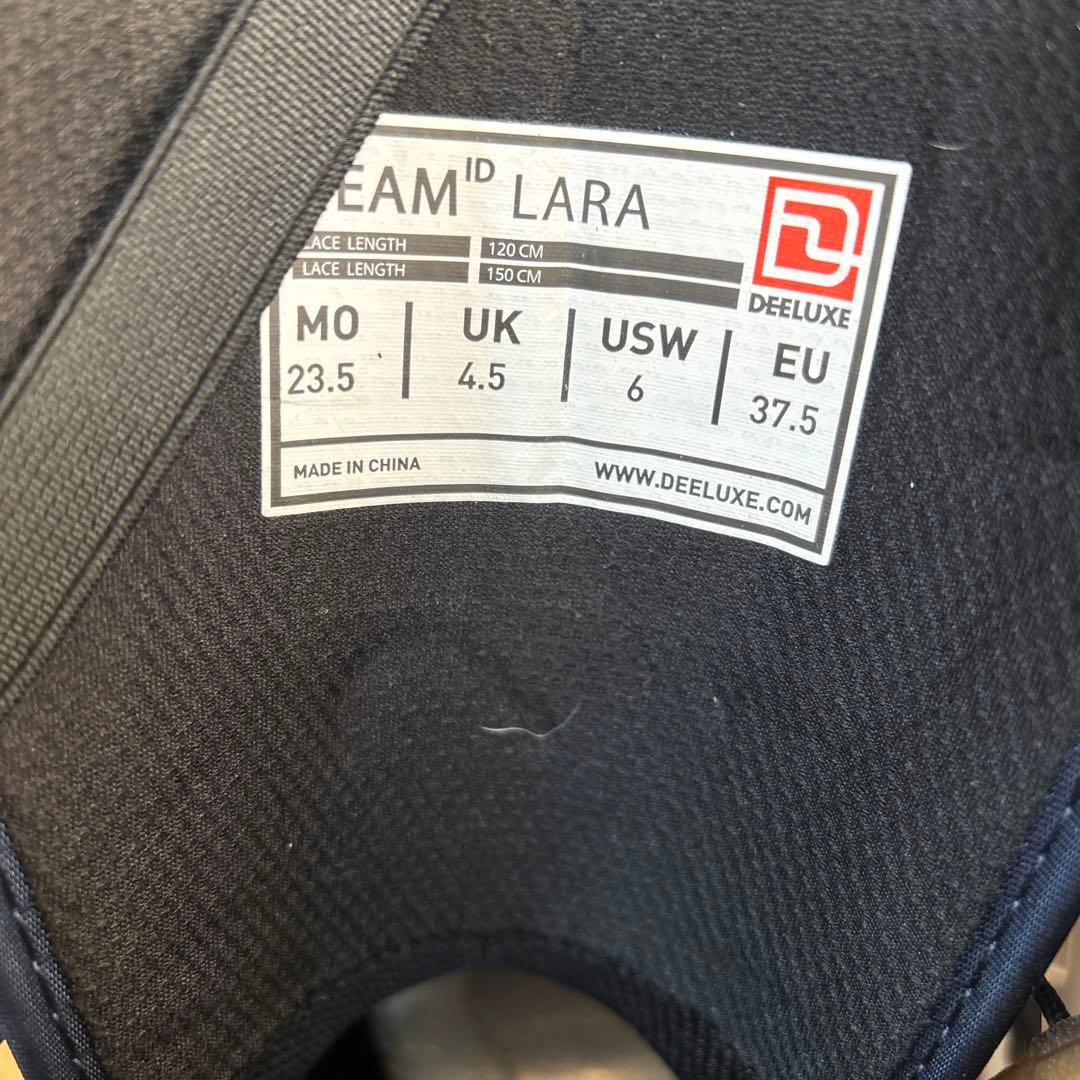 EAM ID LARA
LACE LENGTH 120 CM
LACE LENGTH 150 CM
DEELUXE
MO UK USW EU
23.5 4.5 6 37.5
MADE IN CHINA WWW.DEELUXE.COM